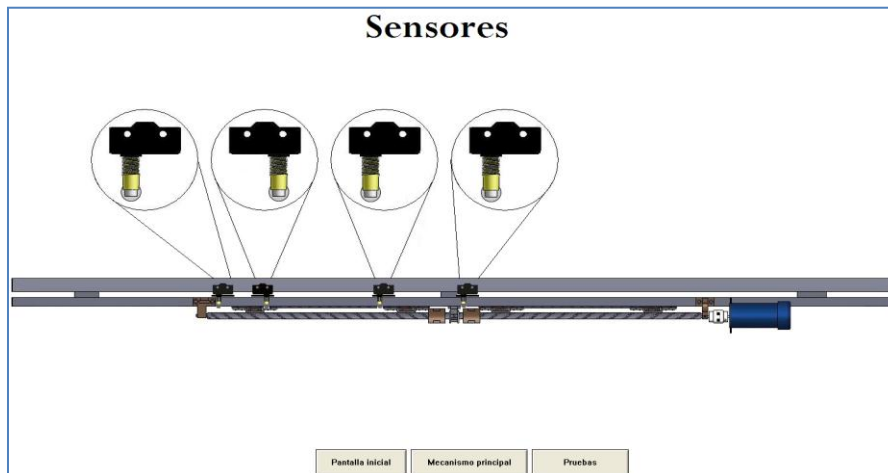 Sensores
Pantalla inicial
Mecanismo principal
Pruebas